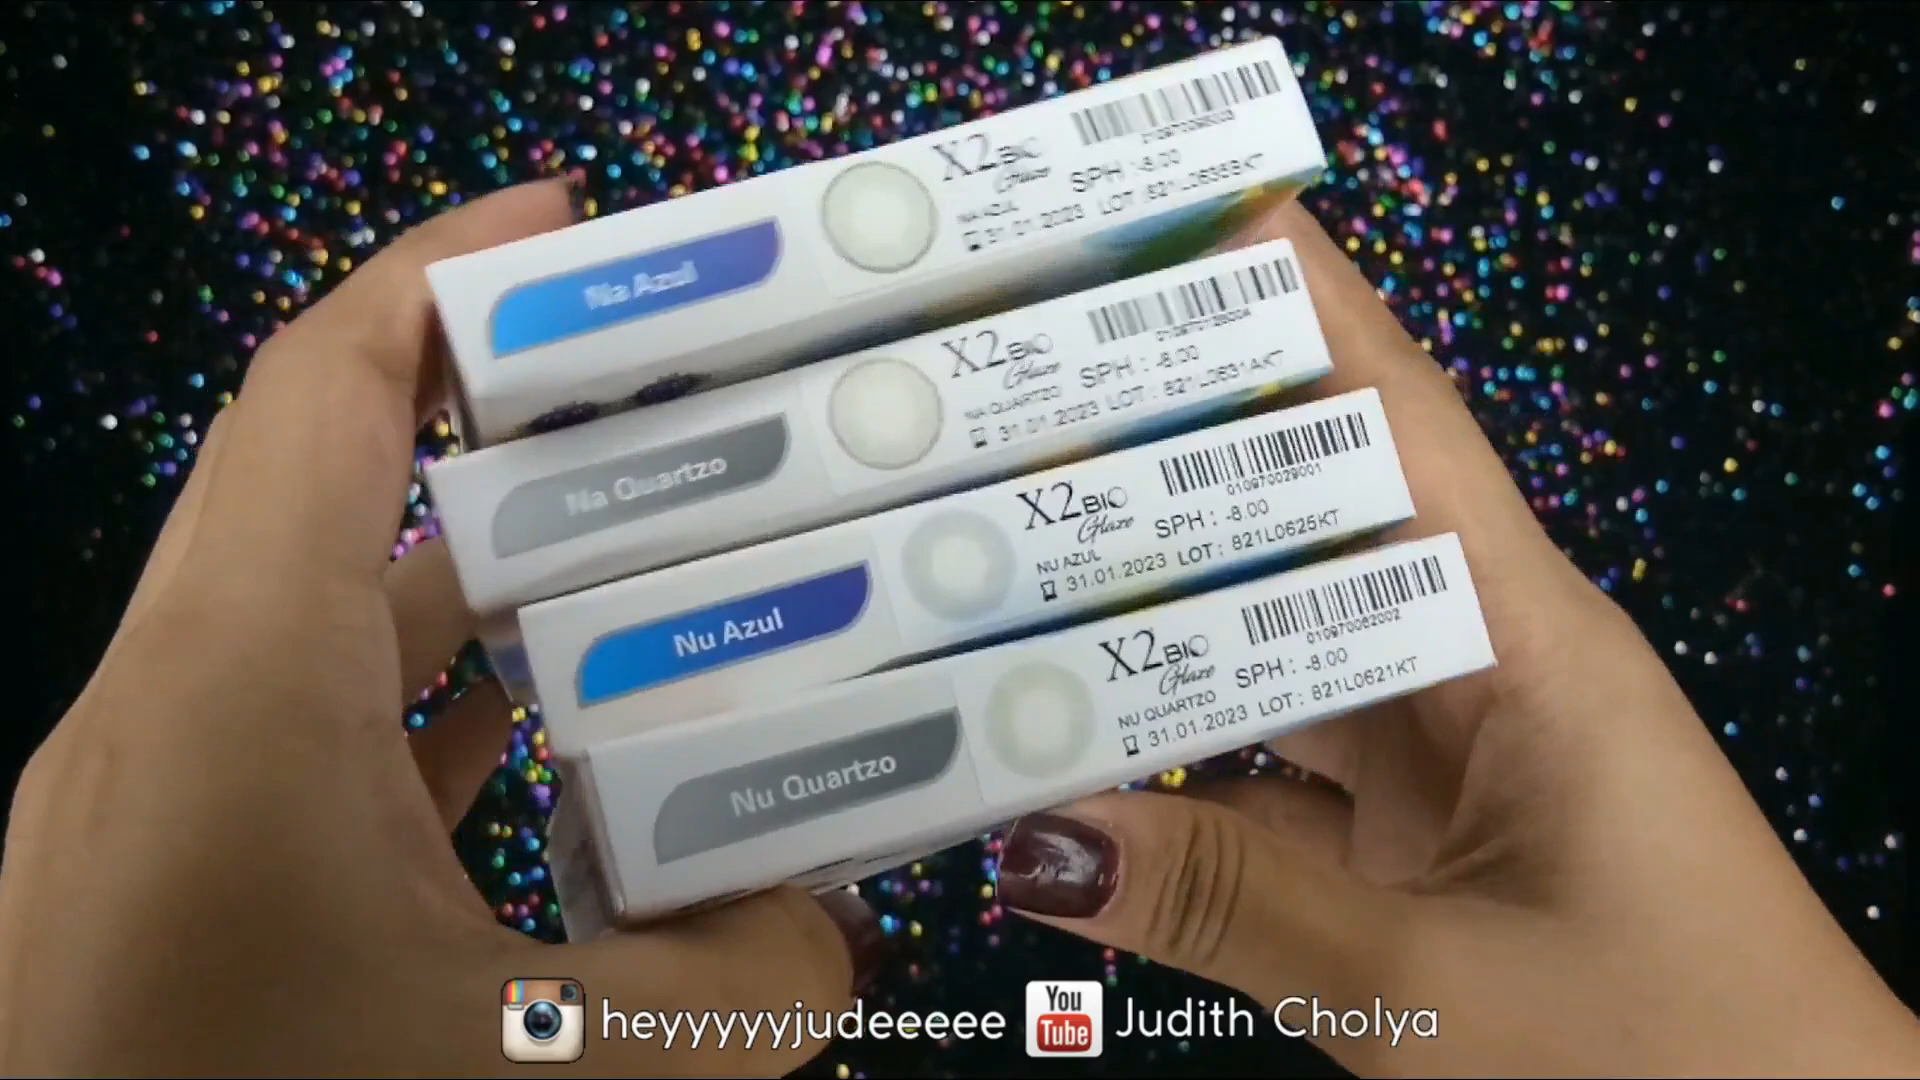 Na Azul
X2 BIO
Glaze
NA AZUL
SPH : -8.00
31.01.2023 LOT : 821L0636BKT
Na Quartzo
X2 BIO
Glaze
NA QUARTZO
SPH : -8.00
31.01.2023 LOT : 821L0631AKT
Nu Azul
X2 BIO
Glaze
NU AZUL
010970029001
SPH : -8.00
31.01.2023 LOT : 821L0625KT
Nu Quartzo
X2 BIO
Glaze
NU QUARTZO
010970062002
SPH : -8.00
31.01.2023 LOT : 821L0621KT
heyyyyyjudeeeee You Tube Judith Cholya